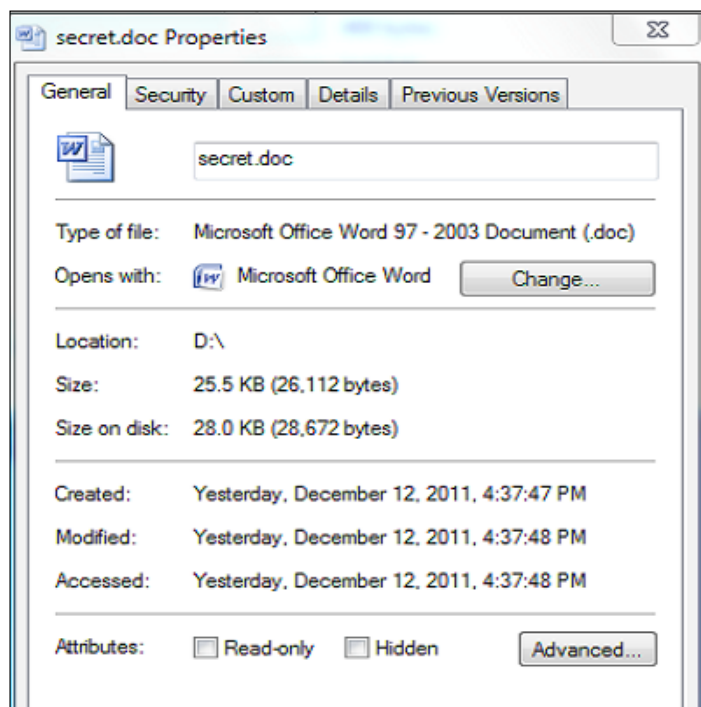 secret.doc Properties
General Security Custom Details Previous Versions
secret.doc
Type of file: Microsoft Office Word 97 - 2003 Document (.doc)
Opens with: Microsoft Office Word Change...
Location: D:\
Size: 25.5 KB (26,112 bytes)
Size on disk: 28.0 KB (28,672 bytes)
Created: Yesterday, December 12, 2011, 4:37:47 PM
Modified: Yesterday, December 12, 2011, 4:37:48 PM
Accessed: Yesterday, December 12, 2011, 4:37:48 PM
Attributes: Read-only Hidden Advanced...